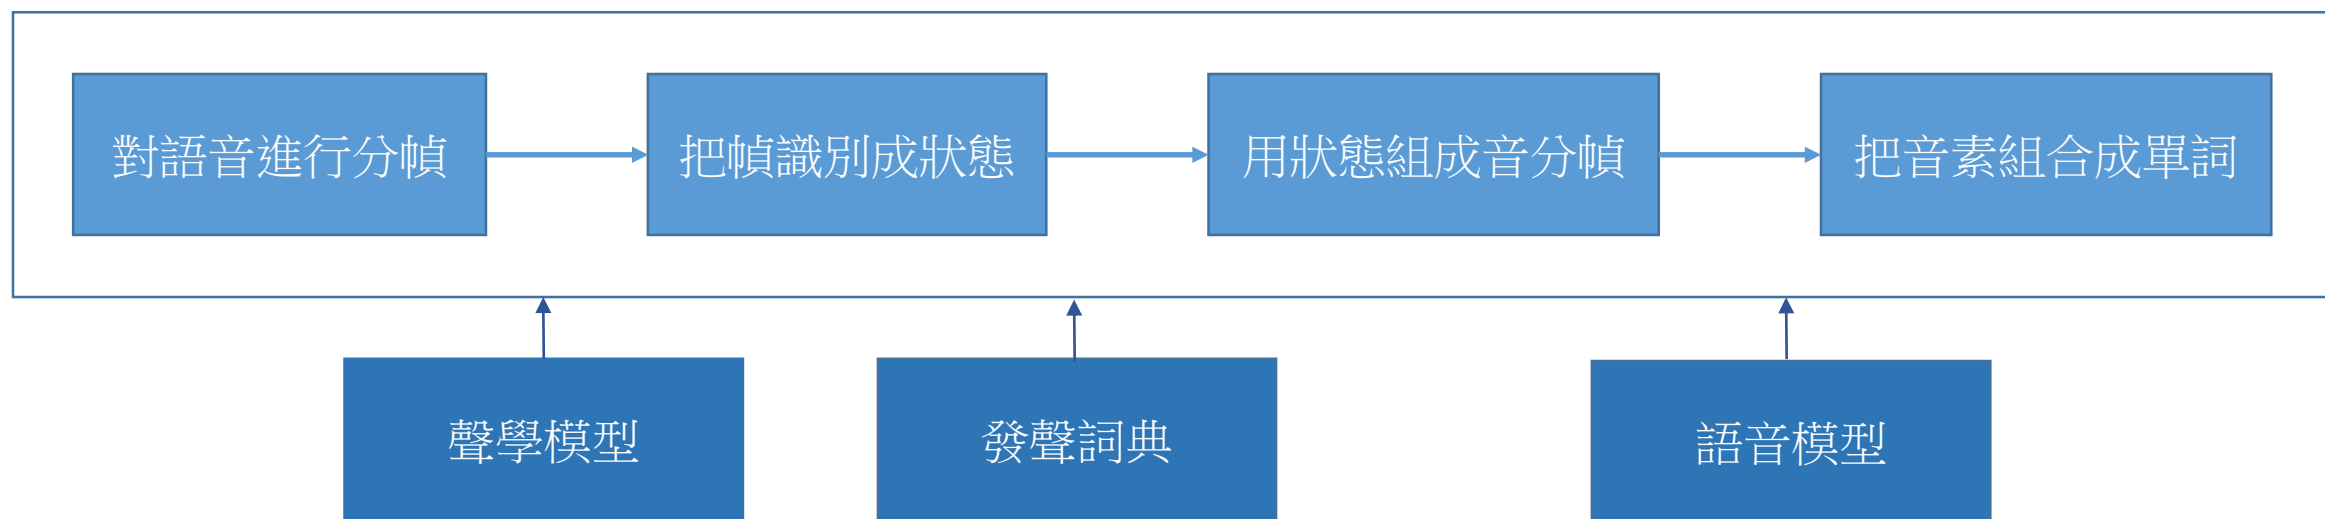 對語音進行分幀
把幀識別成狀態
用狀態組成音分幀
把音素組合成單詞
聲學模型
發聲詞典
語音模型